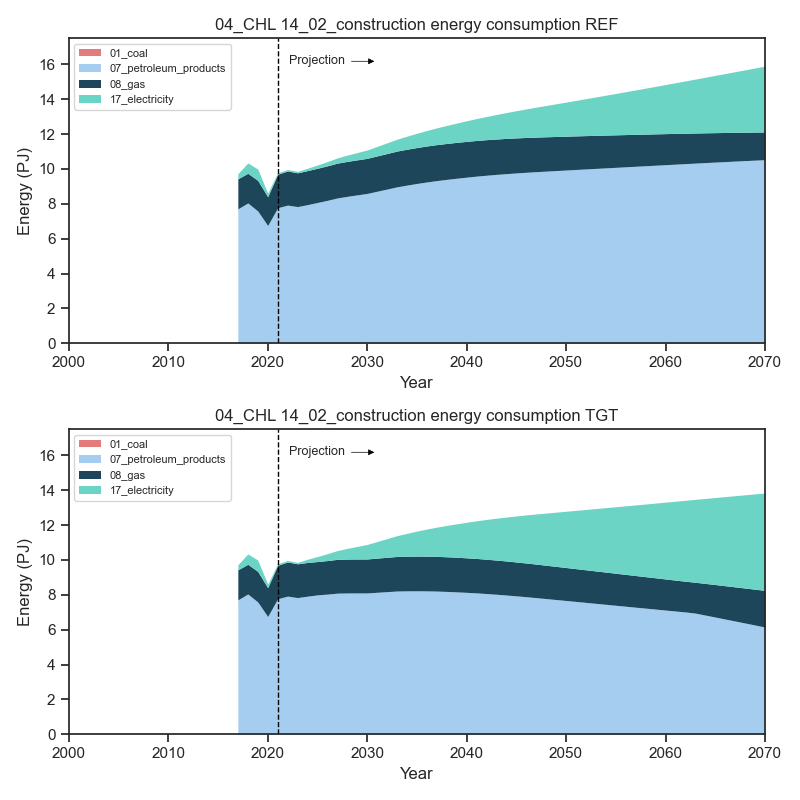 04_CHL 14_02_construction energy consumption REF
01_coal
07_petroleum_products
08_gas
17_electricity
Projection
Energy (PJ)
16
14
12
10
8
6
4
2
0
2000 2010 2020 2030 2040 2050 2060 2070
Year
04_CHL 14_02_construction energy consumption TGT
01_coal
07_petroleum_products
08_gas
17_electricity
Projection
Energy (PJ)
16
14
12
10
8
6
4
2
0
2000 2010 2020 2030 2040 2050 2060 2070
Year